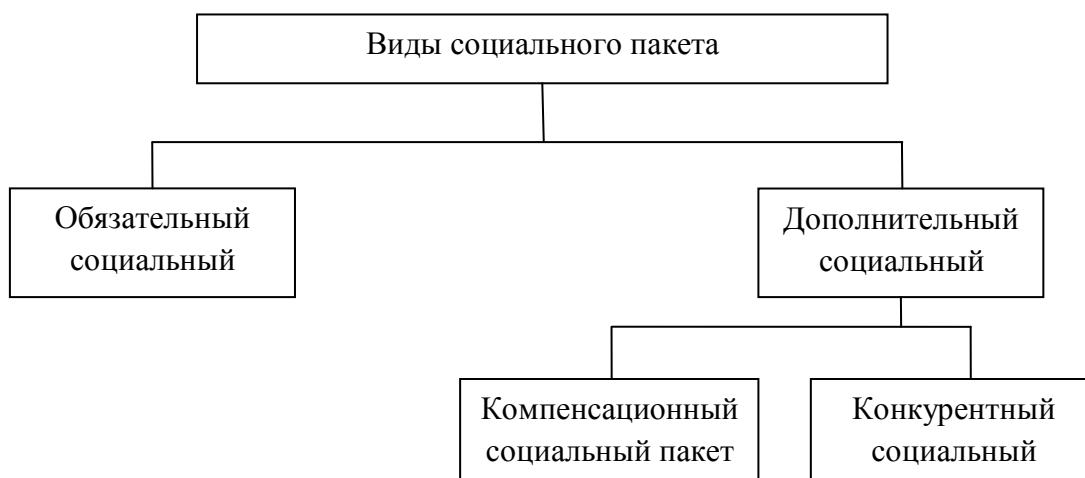 Виды социального пакета
Обязательный
социальный
Дополнительный
социальный
Компенсационный
социальный пакет
Конкурентный
социальный